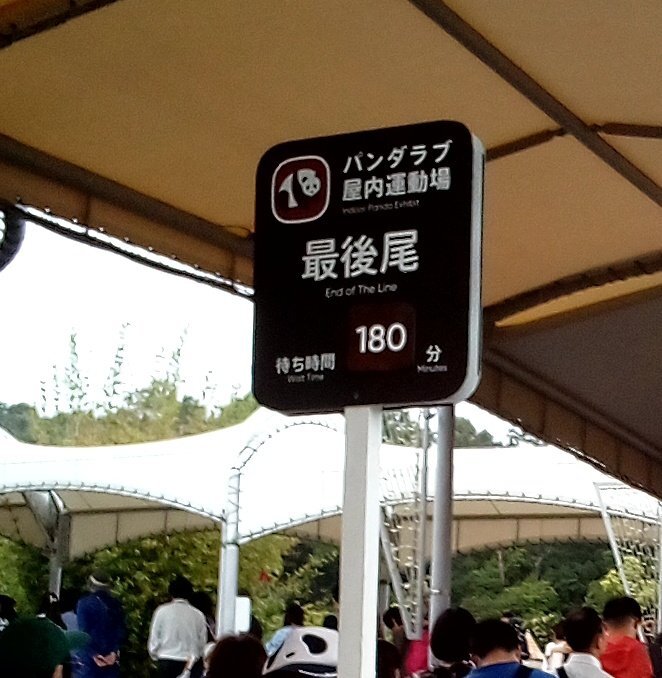 パンダラブ
屋内運動場
Indoor Panda Exhibit
最後尾
End of The Line
待ち時間 180 分
Wait Time Minutes